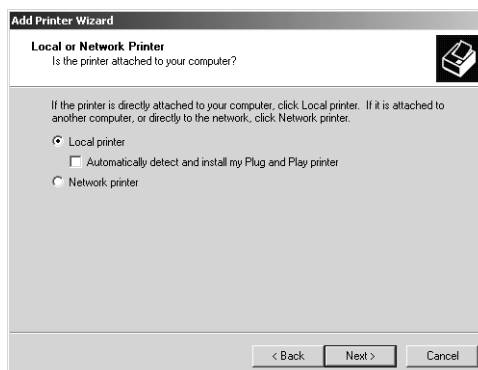 Add Printer Wizard
Local or Network Printer
Is the printer attached to your computer?
If the printer is directly attached to your computer, click Local printer. If it is attached to
another computer, or directly to the network, click Network printer.
Local printer
Automatically detect and install my Plug and Play printer
Network printer
< Back Next > Cancel